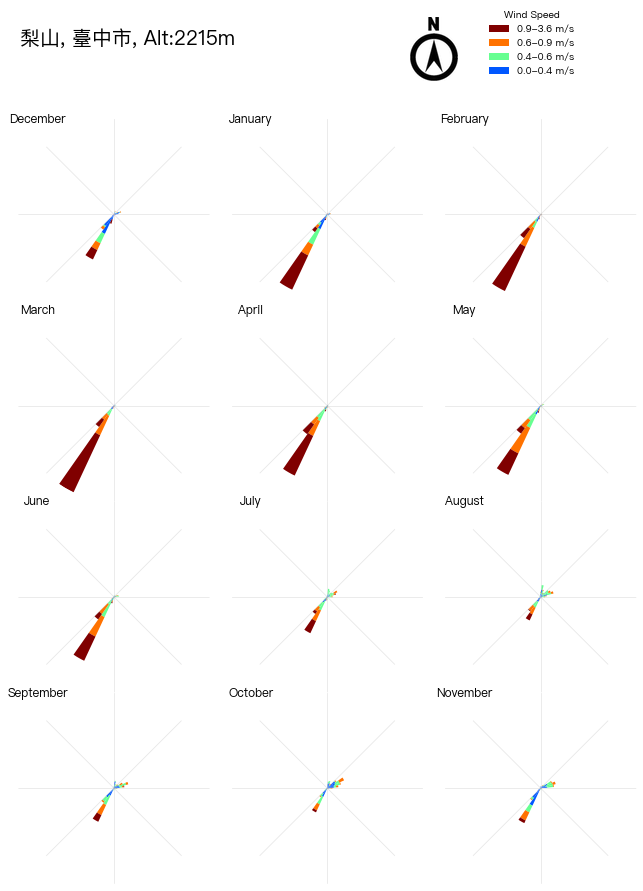 梨山, 臺中市, Alt:2215m
N
Wind Speed
0.9–3.6 m/s
0.6–0.9 m/s
0.4–0.6 m/s
0.0–0.4 m/s
December
January
February
March
April
May
June
July
August
September
October
November